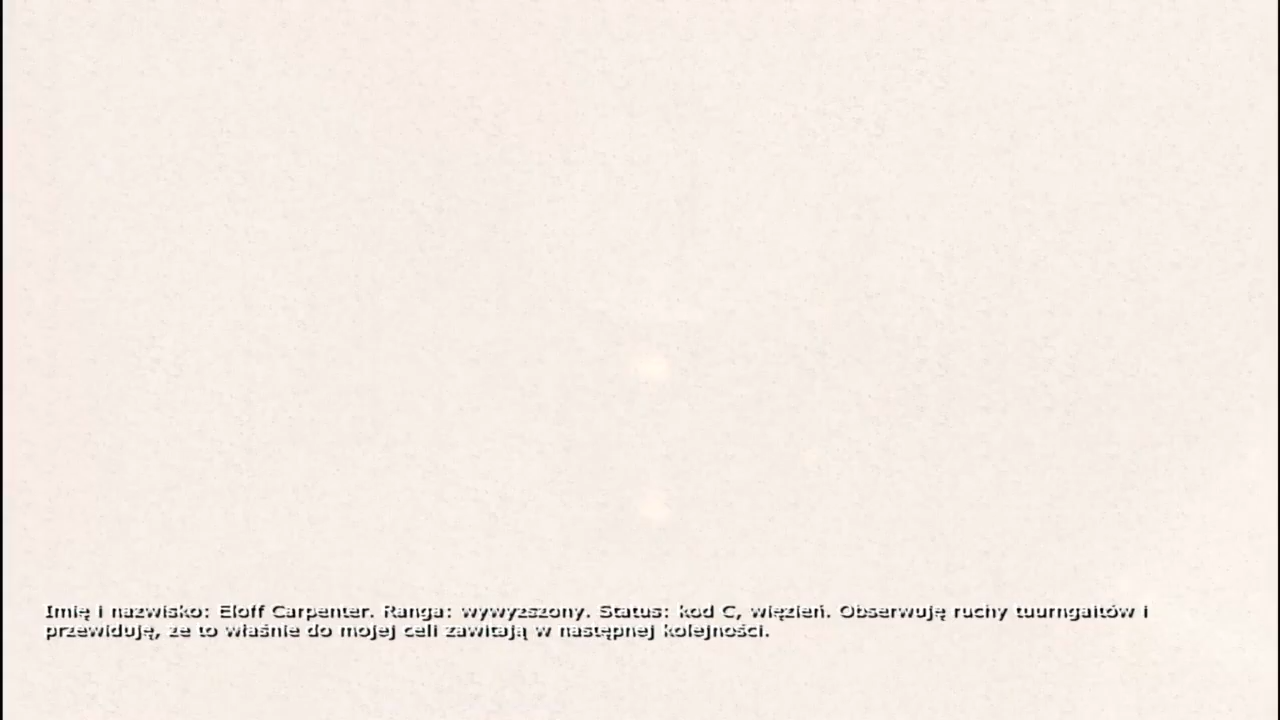 Imię i nazwisko: Eloff Carpenter. Ranga: wywyższony. Status: kod C, więzień. Obserwuję ruchy tuurngaitów i
przewiduję, że to właśnie do mojej celi zawitają w następnej kolejności.